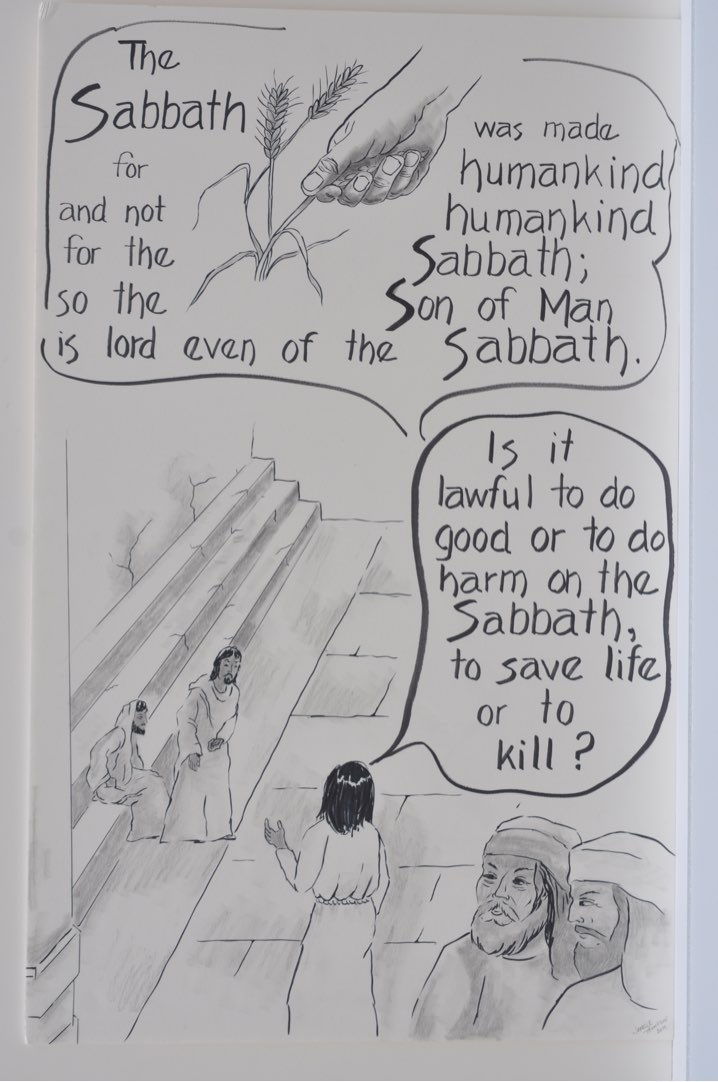 The
Sabbath was made
for humankind
and not humankind
for the Sabbath;
so the Son of Man
is lord even of the Sabbath.
Is it
lawful to do
good or to do
harm on the
Sabbath,
to save life
or to
kill?